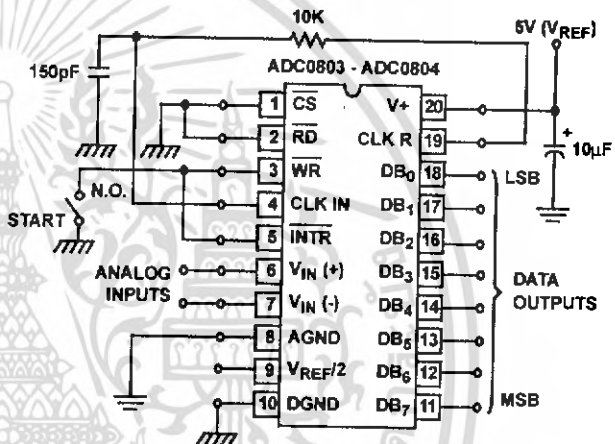 10K
5V (VREF)
150pF
ADC0803 - ADC0804
1 CS V+ 20
2 RD CLK R 19
10µF
+
3 WR DB0 18 LSB
N.O.
4 CLK IN DB1 17
START
5 INTR DB2 16
ANALOG
INPUTS
6 VIN (+) DB3 15
DATA
OUTPUTS
7 VIN (-) DB4 14
8 AGND DB5 13
9 VREF/2 DB6 12
10 DGND DB7 11 MSB